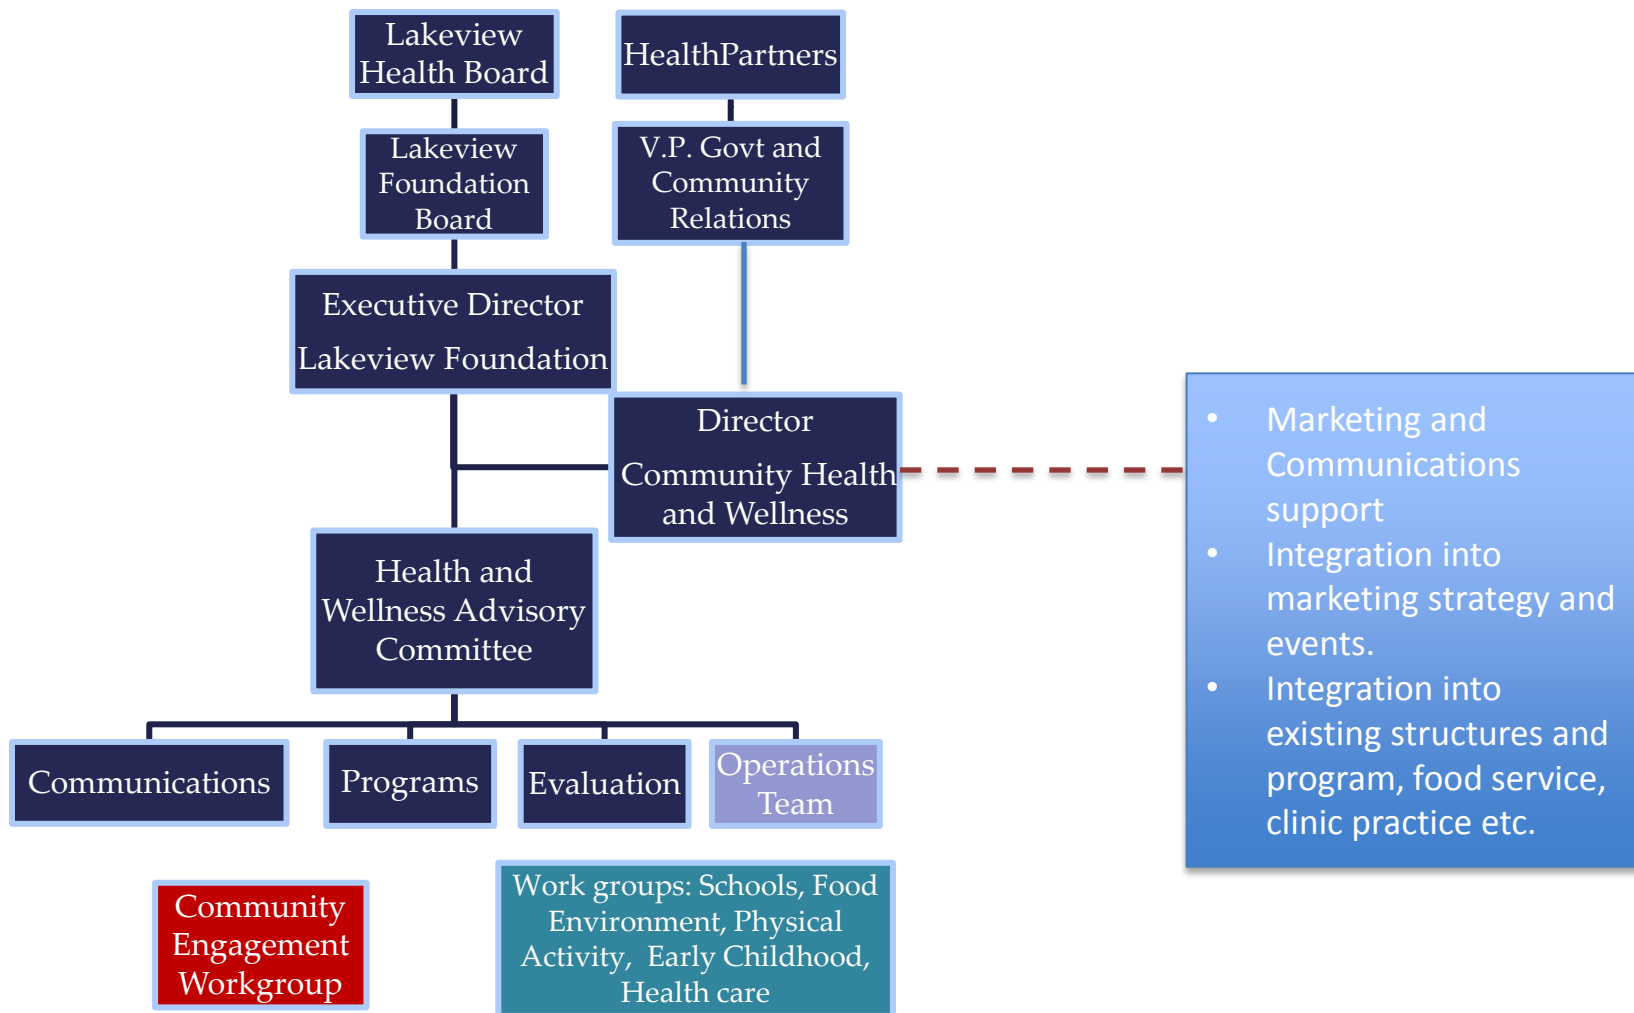 Lakeview
Health Board
HealthPartners
Lakeview
Foundation
Board
V.P. Govt and
Community
Relations
Executive Director
Lakeview Foundation
Director
Community Health
and Wellness
• Marketing and
Communications
support
• Integration into
marketing strategy and
events.
• Integration into
existing structures and
program, food service,
clinic practice etc.
Health and
Wellness Advisory
Committee
Communications
Programs
Evaluation
Operations
Team
Community
Engagement
Workgroup
Work groups: Schools, Food
Environment, Physical
Activity, Early Childhood,
Health care